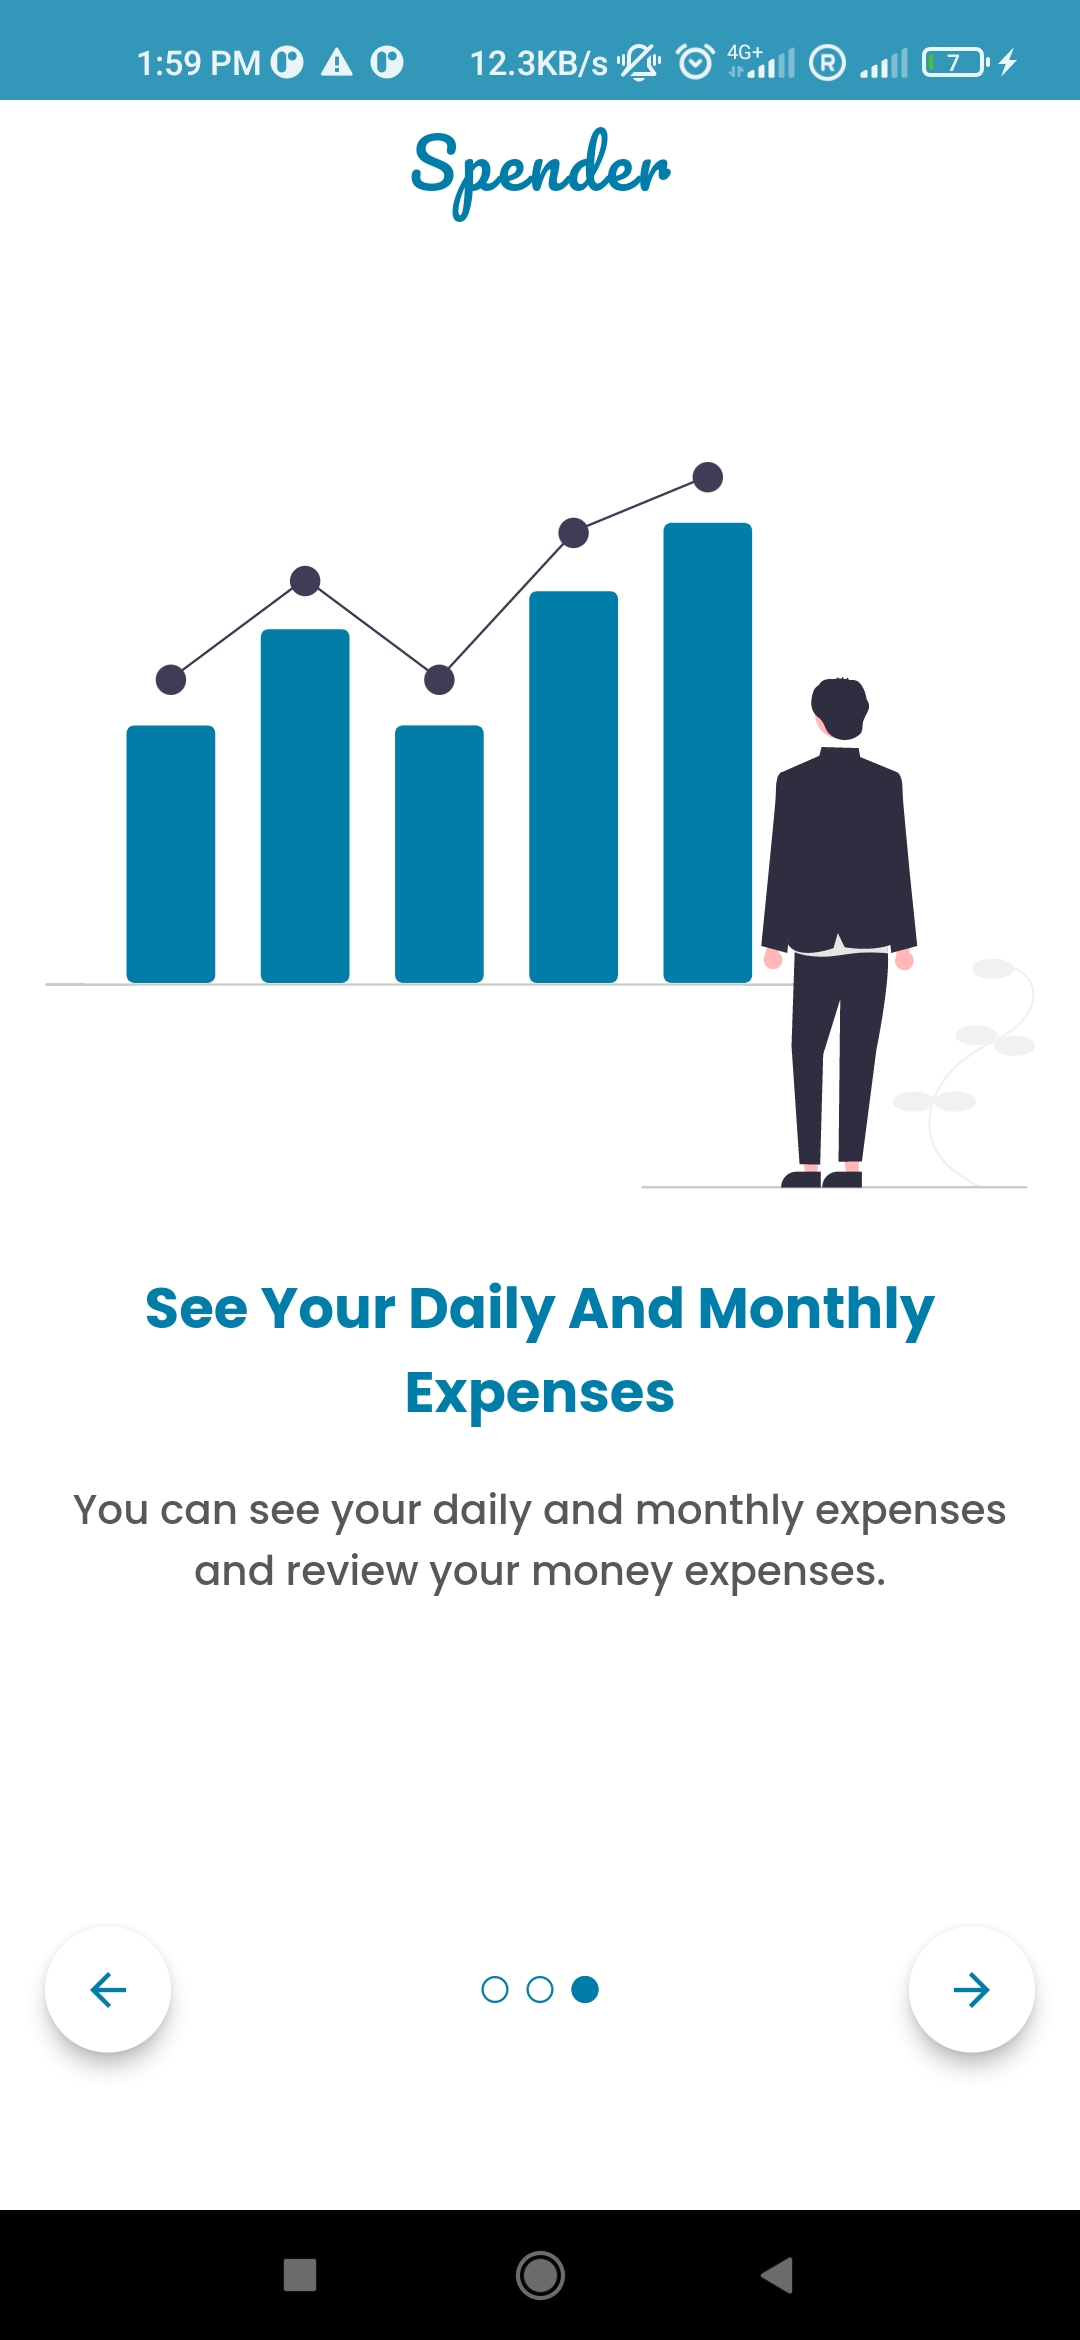 1:59 PM 12.3KB/s 4G+ R 7
Spender
See Your Daily And Monthly
Expenses
You can see your daily and monthly expenses
and review your money expenses.